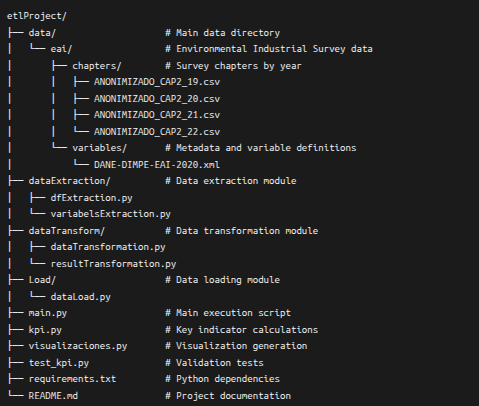 etlProject/
├── data/                    # Main data directory
│   └── eai/                 # Environmental Industrial Survey data
│       ├── chapters/        # Survey chapters by year
│       │   ├── ANONIMIZADO_CAP2_19.csv
│       │   ├── ANONIMIZADO_CAP2_20.csv
│       │   ├── ANONIMIZADO_CAP2_21.csv
│       │   └── ANONIMIZADO_CAP2_22.csv
│       └── variables/       # Metadata and variable definitions
│           └── DANE-DIMPE-EAI-2020.xml
├── dataExtraction/          # Data extraction module
│   ├── dfExtraction.py
│   └── variabelsExtraction.py
├── dataTransform/           # Data transformation module
│   ├── dataTransformation.py
│   └── resultTransformation.py
├── Load/                    # Data loading module
│   └── dataLoad.py
├── main.py                  # Main execution script
├── kpi.py                   # Key indicator calculations
├── visualizaciones.py       # Visualization generation
├── test_kpi.py              # Validation tests
├── requirements.txt         # Python dependencies
└── README.md                # Project documentation